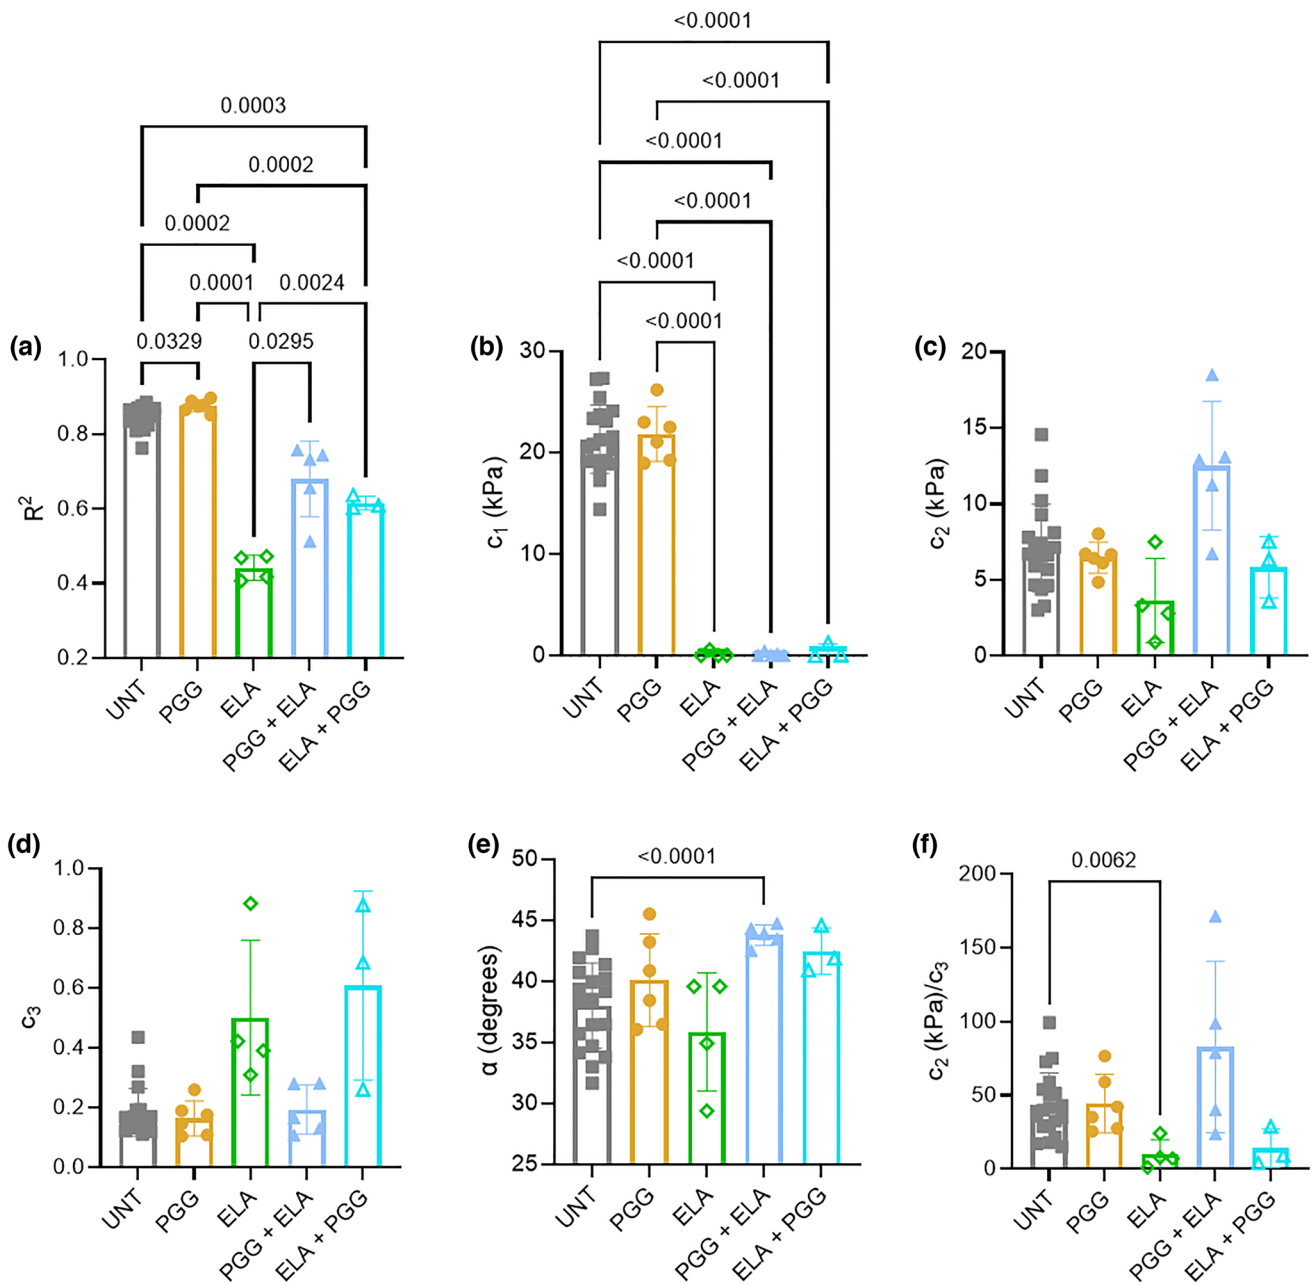 <0.0001
<0.0001
0.0003
<0.0001
0.0002
<0.0001
0.0002
<0.0001
0.0001 0.0024
<0.0001
0.0329 0.0295
(a)
1.0
0.8
0.6
0.4
0.2
R²
UNT
PGG
ELA
PGG + ELA
ELA + PGG
(b)
30
20
10
0
c₁ (kPa)
UNT
PGG
ELA
PGG + ELA
ELA + PGG
(c)
20
15
10
5
0
c₂ (kPa)
UNT
PGG
ELA
PGG + ELA
ELA + PGG
(d)
1.0
0.8
0.6
0.4
0.2
0.0
c₃
UNT
PGG
ELA
PGG + ELA
ELA + PGG
(e)
<0.0001
50
45
40
35
30
25
α (degrees)
UNT
PGG
ELA
PGG + ELA
ELA + PGG
(f)
0.0062
200
150
100
50
0
c₂ (kPa)/c₃
UNT
PGG
ELA
PGG + ELA
ELA + PGG